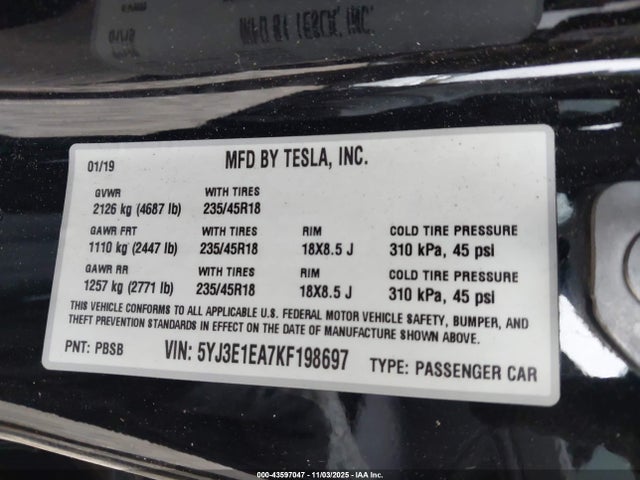 MFD BY TESLA, INC.
01/19 MFD BY TESLA, INC.
GVWR WITH TIRES
2126 kg (4687 lb) 235/45R18
GAWR FRT WITH TIRES RIM COLD TIRE PRESSURE
1110 kg (2447 lb) 235/45R18 18X8.5 J 310 kPa, 45 psi
GAWR RR WITH TIRES RIM COLD TIRE PRESSURE
1257 kg (2771 lb) 235/45R18 18X8.5 J 310 kPa, 45 psi
THIS VEHICLE CONFORMS TO ALL APPLICABLE U.S. FEDERAL MOTOR VEHICLE SAFETY, BUMPER, AND
THEFT PREVENTION STANDARDS IN EFFECT ON THE DATE OF MANUFACTURE SHOWN ABOVE.
PNT: PBSB VIN: 5YJ3E1EA7KF198697 TYPE: PASSENGER CAR
000-43597047 - 11/03/2025 - IAA Inc.